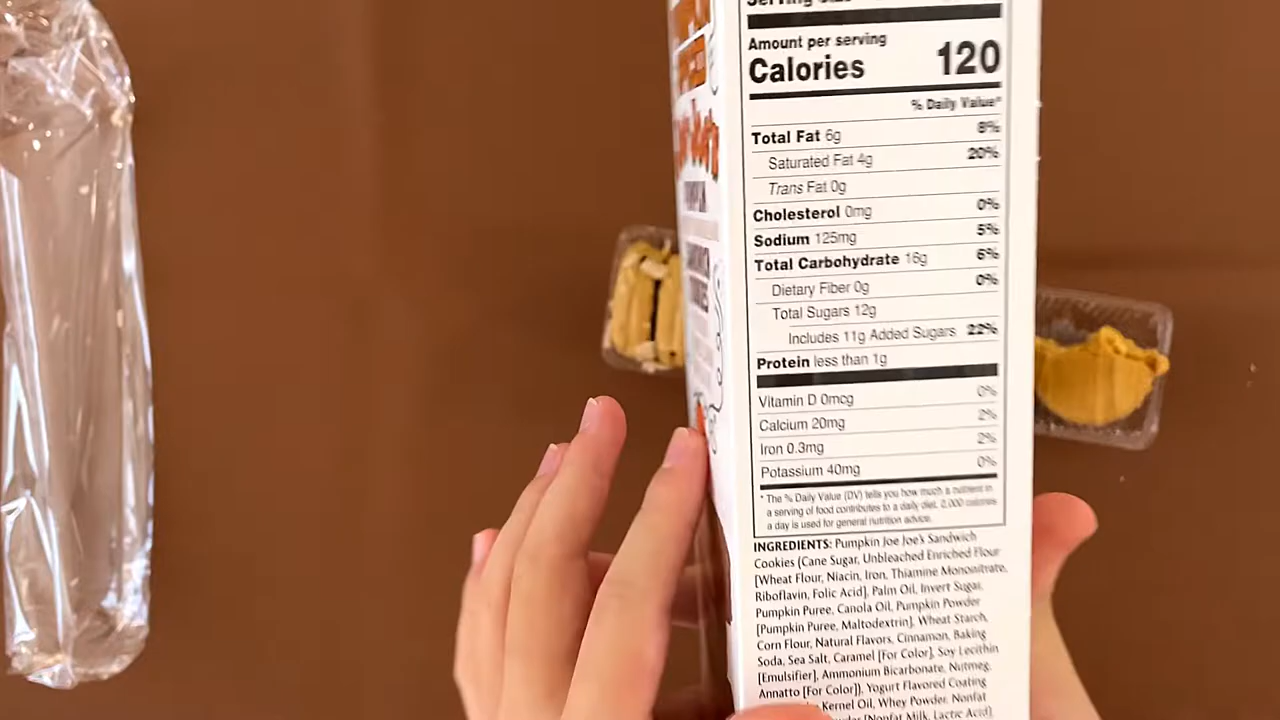 Amount per serving
Calories 120
% Daily Value*
Total Fat 6g 8%
Saturated Fat 4g 20%
Trans Fat 0g
Cholesterol 0mg 0%
Sodium 125mg 5%
Total Carbohydrate 16g 6%
Dietary Fiber 0g 0%
Total Sugars 12g
Includes 11g Added Sugars 22%
Protein less than 1g
Vitamin D 0mcg 0%
Calcium 20mg 2%
Iron 0.3mg 2%
Potassium 40mg 0%
* The % Daily Value (DV) tells you how much a nutrient in
a serving of food contributes to a daily diet. 2,000 calories
a day is used for general nutrition advice.
INGREDIENTS: Pumpkin Joe Joe's Sandwich
Cookies (Cane Sugar, Unbleached Enriched Flour
[Wheat Flour, Niacin, Iron, Thiamine Mononitrate,
Riboflavin, Folic Acid], Palm Oil, Invert Sugar,
Pumpkin Puree, Canola Oil, Pumpkin Powder
[Pumpkin Puree, Maltodextrin], Wheat Starch,
Corn Flour, Natural Flavors, Cinnamon, Baking
Soda, Sea Salt, Caramel [For Color], Soy Lecithin
[Emulsifier], Ammonium Bicarbonate, Nutmeg,
Annatto [For Color]), Yogurt Flavored Coating
Kernel Oil, Whey Powder, Nonfat
[Nonfat Milk, Lactic Acid],